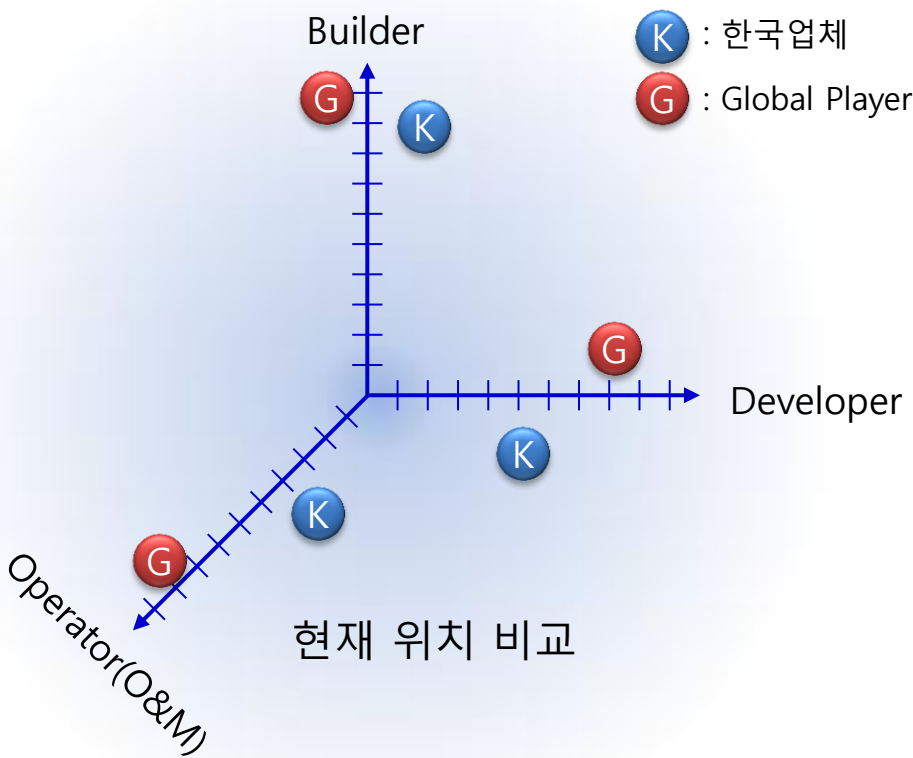 Builder
K : 한국업체
G : Global Player
G
K
G
Developer
K
K
G
Operator(O&M)
현재 위치 비교